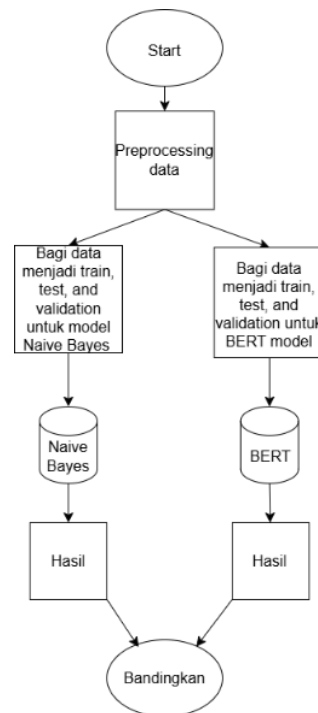 Start
Preprocessing
data
Bagi data
menjadi train,
test, and
validation
untuk model
Naive Bayes
Bagi data
menjadi train,
test, and
validation untuk
BERT model
Naive
Bayes
BERT
Hasil
Hasil
Bandingkan